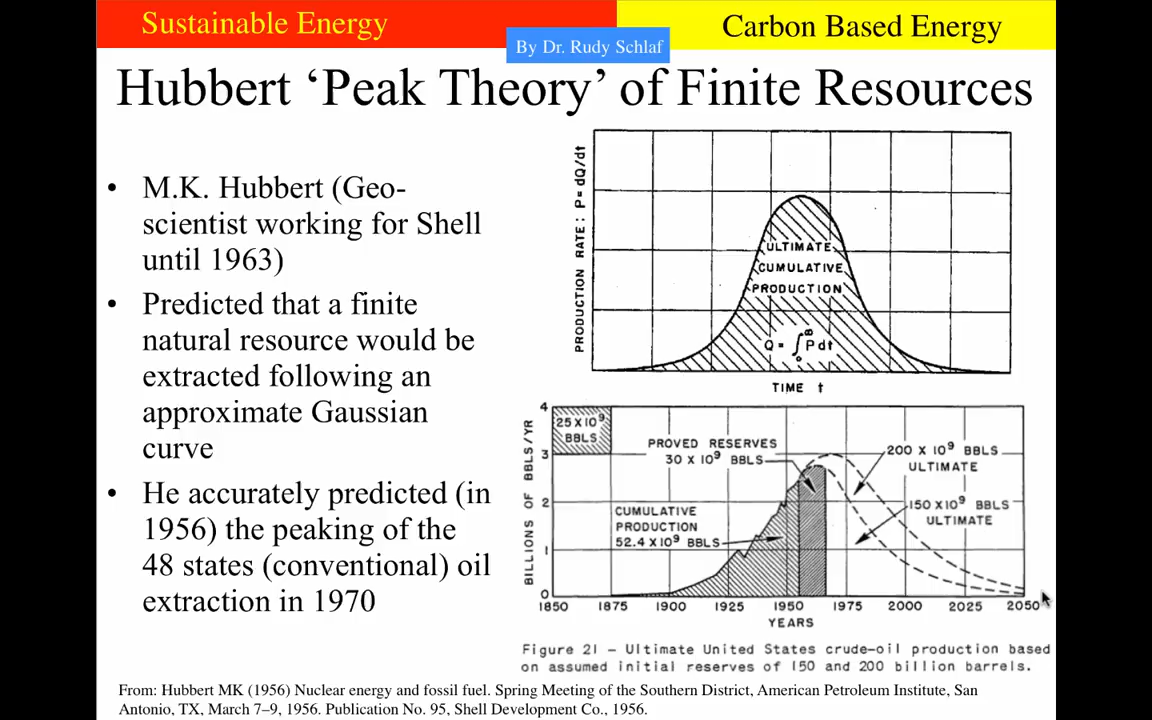 Sustainable Energy
Carbon Based Energy
By Dr. Rudy Schlaf
Hubbert ‘Peak Theory’ of Finite Resources
• M.K. Hubbert (Geo-
scientist working for Shell
until 1963)
• Predicted that a finite
natural resource would be
extracted following an
approximate Gaussian
curve
• He accurately predicted (in
1956) the peaking of the
48 states (conventional) oil
extraction in 1970
PRODUCTION RATE: P= dQ/dt
ULTIMATE
CUMULATIVE
PRODUCTION
Q = ∫₀^∞ P dt
TIME t
BILLIONS OF BBLS/YR
4
3
2
1
0
25 X 10⁹
BBLS
PROVED RESERVES
30 X 10⁹ BBLS
200 X 10⁹ BBLS
ULTIMATE
CUMULATIVE
PRODUCTION
52.4 X 10⁹ BBLS
150 X 10⁹ BBLS
ULTIMATE
1850 1875 1900 1925 1950 1975 2000 2025 2050
YEARS
Figure 21 – Ultimate United States crude-oil production based
on assumed initial reserves of 150 and 200 billion barrels.
From: Hubbert MK (1956) Nuclear energy and fossil fuel. Spring Meeting of the Southern District, American Petroleum Institute, San
Antonio, TX, March 7–9, 1956. Publication No. 95, Shell Development Co., 1956.